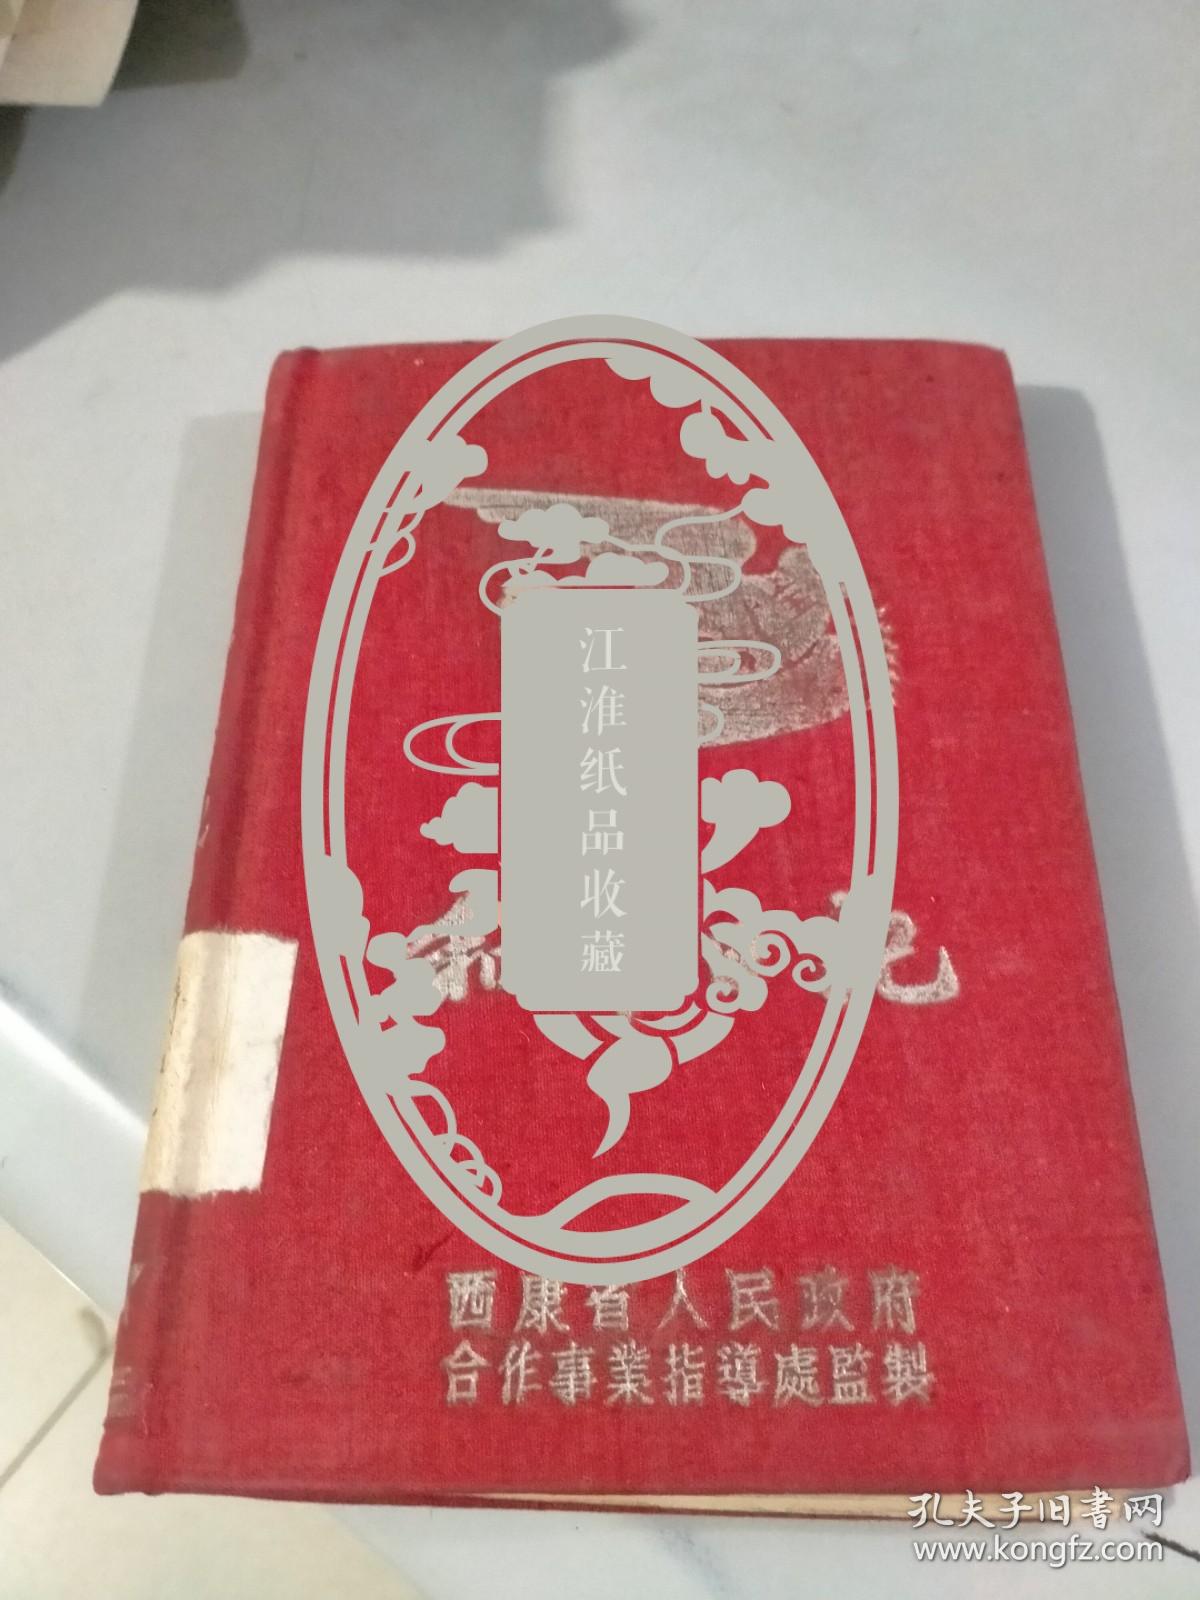 江淮纸品收藏
记
西康省人民政府
合作事業指導處監製
孔夫子旧书网
www.kongfz.com